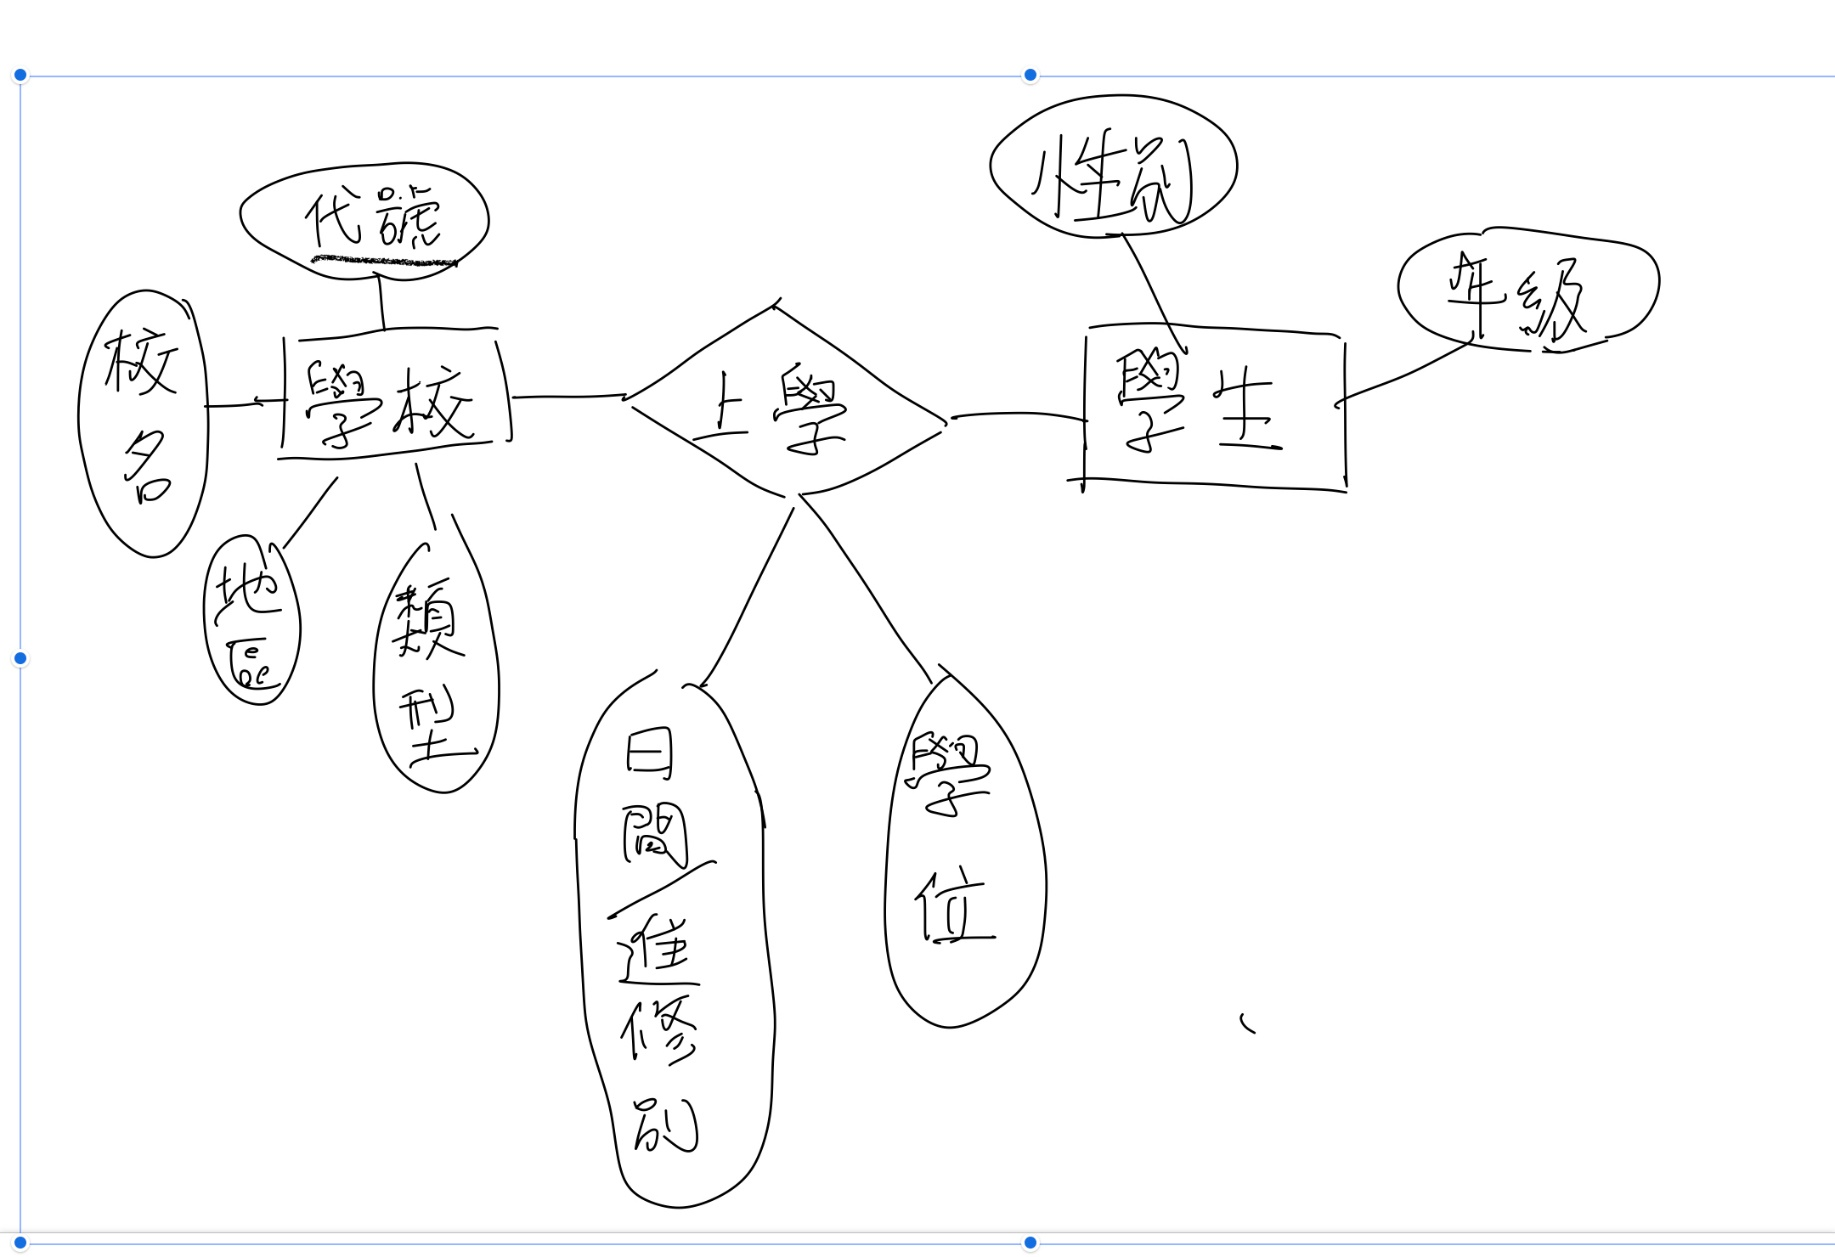 性別
代號
年級
校名
學校
上學
學生
地區
類型
日間/進修別
學位